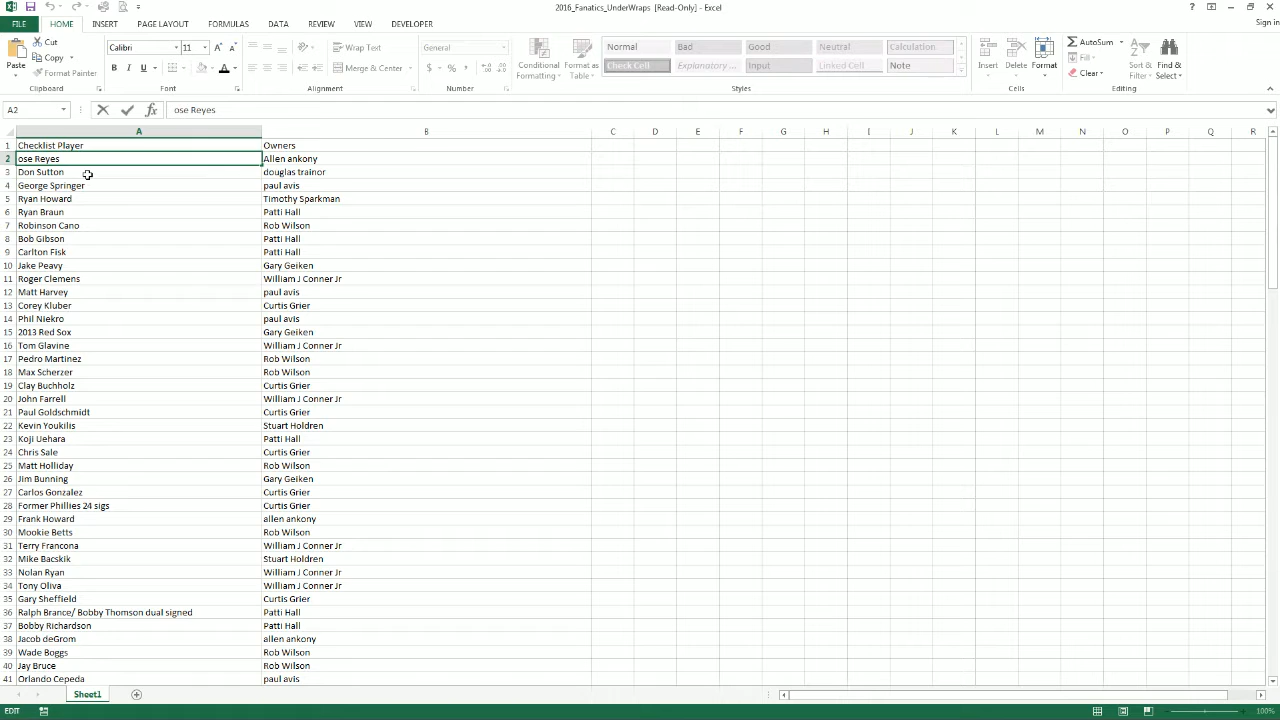 2016_Fanatics_UnderWraps [Read-Only] - Excel
Sign in
FILE HOME INSERT PAGE LAYOUT FORMULAS DATA REVIEW VIEW DEVELOPER
Paste Cut Copy Format Painter Clipboard
Calibri 11 B I U A Font
Wrap Text Merge & Center Alignment
General $ % , Number
Conditional Formatting Format as Table
Normal Bad Good Neutral Calculation
Check Cell Explanatory ... Input Linked Cell Note
Styles
Insert Delete Format Cells
AutoSum Fill Clear Sort & Filter Find & Select Editing
A2 fx ose Reyes
A B C D E F G H I J K L M N O P Q R
1 Checklist Player Owners
2 ose Reyes Allen ankony
3 Don Sutton douglas trainor
4 George Springer paul avis
5 Ryan Howard Timothy Sparkman
6 Ryan Braun Patti Hall
7 Robinson Cano Rob Wilson
8 Bob Gibson Patti Hall
9 Carlton Fisk Patti Hall
10 Jake Peavy Gary Geiken
11 Roger Clemens William J Conner Jr
12 Matt Harvey paul avis
13 Corey Kluber Curtis Grier
14 Phil Niekro paul avis
15 2013 Red Sox Gary Geiken
16 Tom Glavine William J Conner Jr
17 Pedro Martinez Rob Wilson
18 Max Scherzer Rob Wilson
19 Clay Buchholz Curtis Grier
20 John Farrell William J Conner Jr
21 Paul Goldschmidt Curtis Grier
22 Kevin Youkilis Stuart Holdren
23 Koji Uehara Patti Hall
24 Chris Sale Curtis Grier
25 Matt Holliday Rob Wilson
26 Jim Bunning Gary Geiken
27 Carlos Gonzalez Curtis Grier
28 Former Phillies 24 sigs Curtis Grier
29 Frank Howard allen ankony
30 Mookie Betts Rob Wilson
31 Terry Francona William J Conner Jr
32 Mike Bacskik Stuart Holdren
33 Nolan Ryan William J Conner Jr
34 Tony Oliva William J Conner Jr
35 Gary Sheffield Curtis Grier
36 Ralph Brance/ Bobby Thomson dual signed Patti Hall
37 Bobby Richardson Patti Hall
38 Jacob deGrom allen ankony
39 Wade Boggs Rob Wilson
40 Jay Bruce Rob Wilson
41 Orlando Cepeda paul avis
Sheet1
EDIT 100%